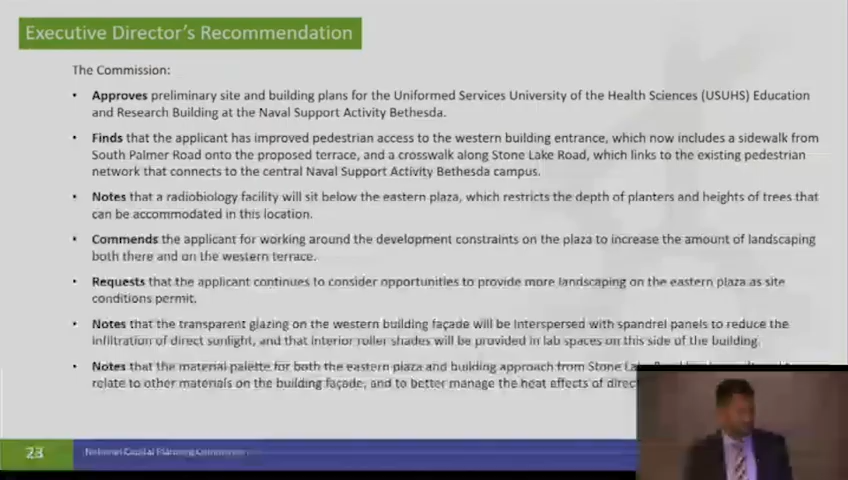 Executive Director's Recommendation
The Commission:
• Approves preliminary site and building plans for the Uniformed Services University of the Health Sciences (USUHS) Education
and Research Building at the Naval Support Activity Bethesda.
• Finds that the applicant has improved pedestrian access to the western building entrance, which now includes a sidewalk from
South Palmer Road onto the proposed terrace, and a crosswalk along Stone Lake Road, which links to the existing pedestrian
network that connects to the central Naval Support Activity Bethesda campus.
• Notes that a radiobiology facility will sit below the eastern plaza, which restricts the depth of planters and heights of trees that
can be accommodated in this location.
• Commends the applicant for working around the development constraints on the plaza to increase the amount of landscaping
both there and on the western terrace.
• Requests that the applicant continues to consider opportunities to provide more landscaping on the eastern plaza as site
conditions permit.
• Notes that the transparent glazing on the western building façade will be interspersed with spandrel panels to reduce the
infiltration of direct sunlight, and that interior roller shades will be provided in lab spaces on this side of the building.
• Notes that the material palette for both the eastern plaza and building approach from Stone
relate to other materials on the building façade, and to better manage the heat effects of
23
National Capital Planning Commission